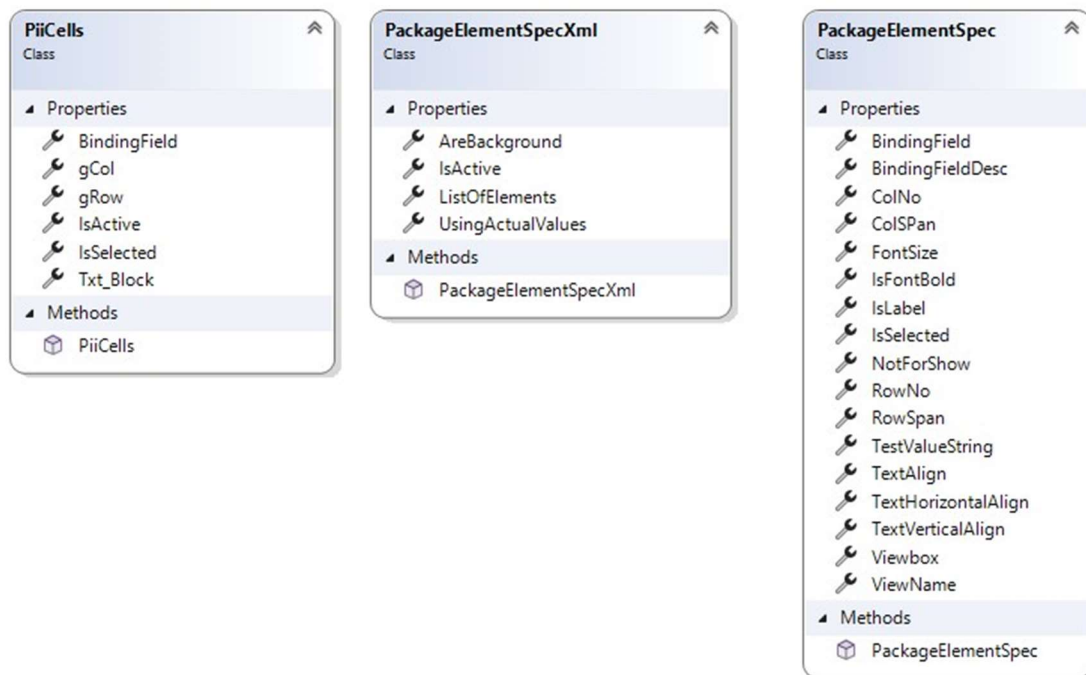 PiiCells
Class
Properties
BindingField
gCol
gRow
IsActive
IsSelected
Txt_Block
Methods
PiiCells
PackageElementSpecXml
Class
Properties
AreBackground
IsActive
ListOfElements
UsingActualValues
Methods
PackageElementSpecXml
PackageElementSpec
Class
Properties
BindingField
BindingFieldDesc
ColNo
ColSPan
FontSize
IsFontBold
IsLabel
IsSelected
NotForShow
RowNo
RowSpan
TestValueString
TextAlign
TextHorizontalAlign
TextVerticalAlign
Viewbox
ViewName
Methods
PackageElementSpec